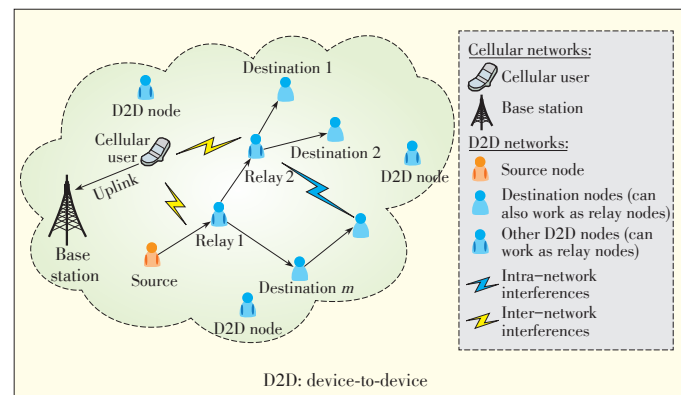 Destination 1
D2D node
Cellular
user
Destination 2
Relay 2
D2D node
Uplink
Base
station
Relay 1
Source
Destination m
D2D node
Cellular networks:
Cellular user
Base station
D2D networks:
Source node
Destination nodes (can
also work as relay nodes)
Other D2D nodes (can
work as relay nodes)
Intra-network
interferences
Inter-network
interferences
D2D: device-to-device